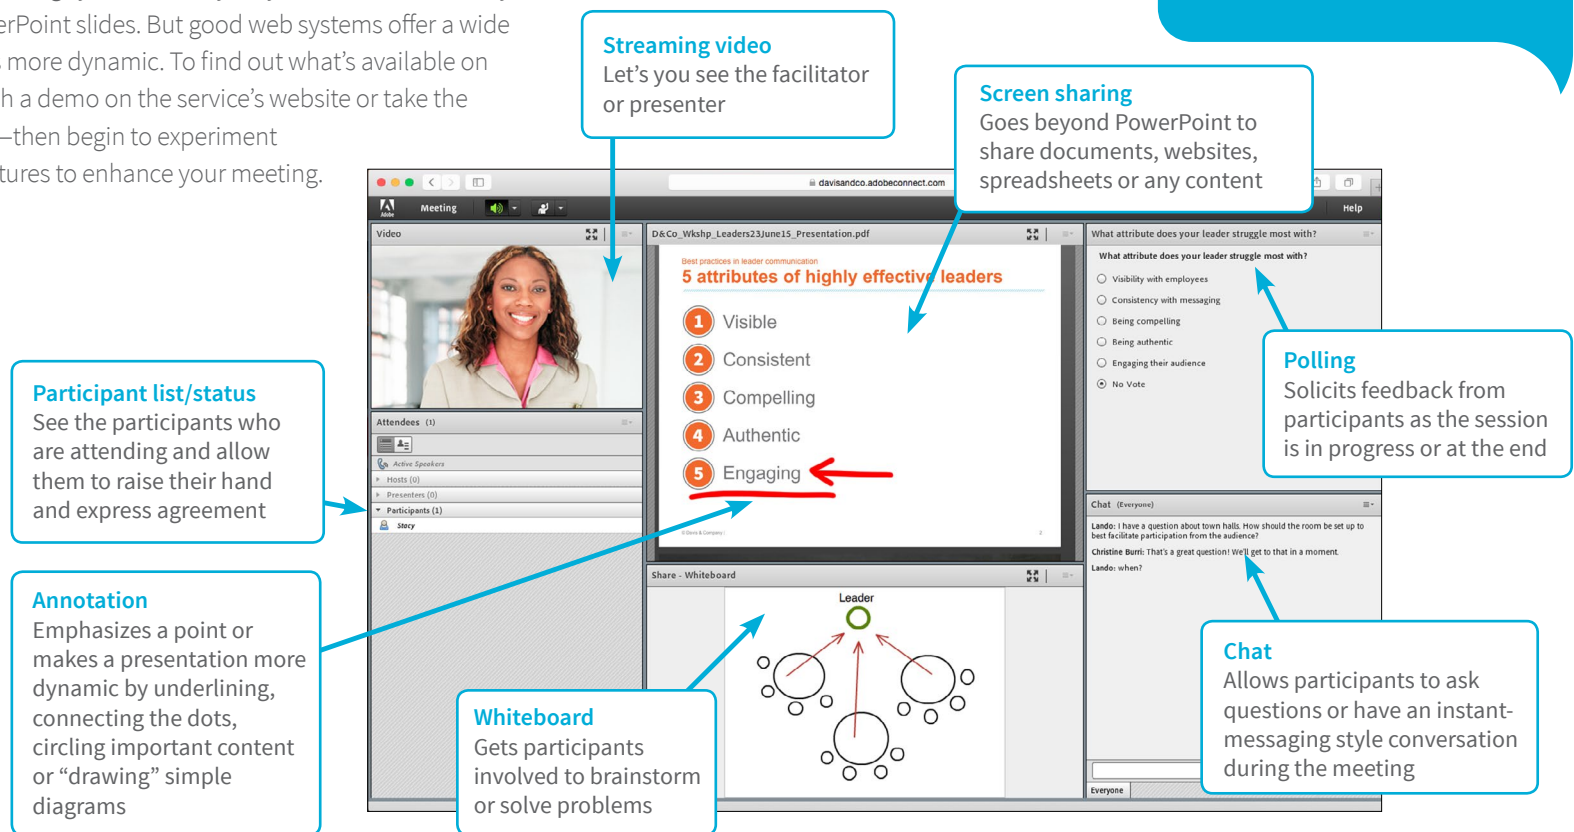 erPoint slides. But good web systems offer a wide
more dynamic. To find out what's available on
h a demo on the service's website or take the
—then begin to experiment
tures to enhance your meeting.
Streaming video
Let's you see the facilitator
or presenter
Screen sharing
Goes beyond PowerPoint to
share documents, websites,
spreadsheets or any content
davisandco.adobeconnect.com
Adobe
Meeting
Help
Video
D&Co_Wkshp_Leaders23June15_Presentation.pdf
What attribute does your leader struggle most with?
Best practices in leader communication
5 attributes of highly effective leaders
1 Visible
2 Consistent
3 Compelling
4 Authentic
5 Engaging
© Davis & Company |
2
What attribute does your leader struggle most with?
Visibility with employees
Consistency with messaging
Being compelling
Being authentic
Engaging their audience
No Vote
Polling
Solicits feedback from
participants as the session
is in progress or at the end
Participant list/status
See the participants who
are attending and allow
them to raise their hand
and express agreement
Attendees (1)
Active Speakers
Hosts (0)
Presenters (0)
Participants (1)
Stacy
Chat (Everyone)
Lando: I have a question about town halls. How should the room be set up to
best facilitate participation from the audience?
Christine Burri: That's a great question! We'll get to that in a moment.
Lando: when?
Everyone
Annotation
Emphasizes a point or
makes a presentation more
dynamic by underlining,
connecting the dots,
circling important content
or “drawing” simple
diagrams
Share - Whiteboard
Leader
Whiteboard
Gets participants
involved to brainstorm
or solve problems
Chat
Allows participants to ask
questions or have an instant-
messaging style conversation
during the meeting